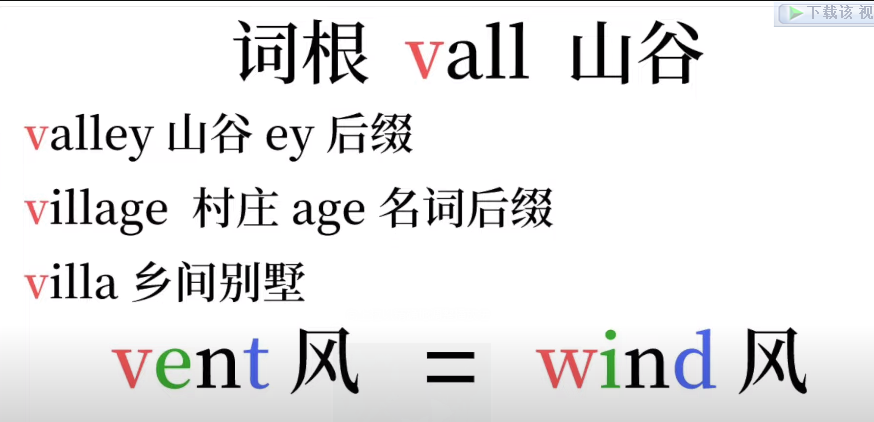 下载该 视
词根 vall 山谷
valley 山谷 ey 后缀
village 村庄 age 名词后缀
villa 乡间别墅
vent 风 = wind 风